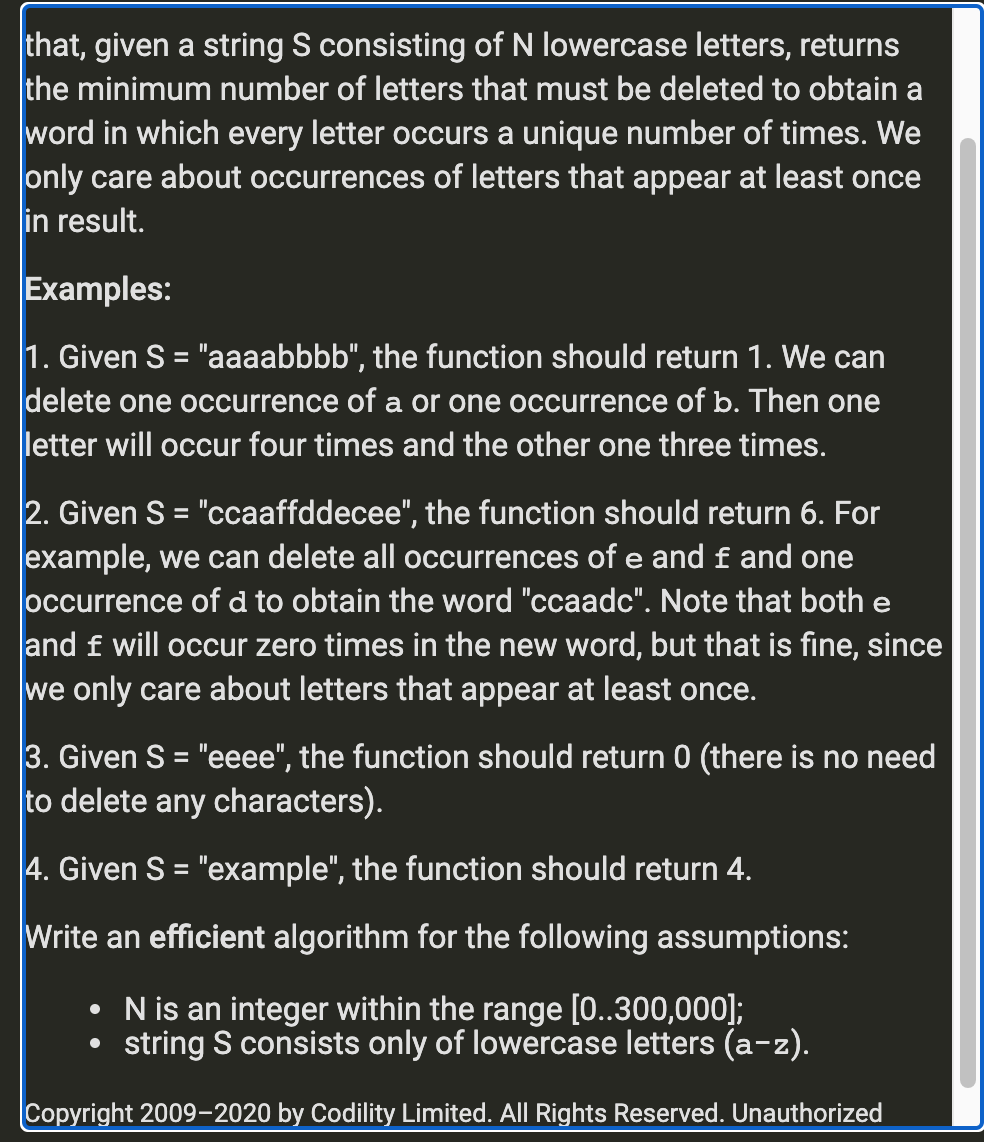 that, given a string S consisting of N lowercase letters, returns
the minimum number of letters that must be deleted to obtain a
word in which every letter occurs a unique number of times. We
only care about occurrences of letters that appear at least once
in result.
Examples:
1. Given S = "aaaabbbb", the function should return 1. We can
delete one occurrence of a or one occurrence of b. Then one
letter will occur four times and the other one three times.
2. Given S = "ccaaffddecee", the function should return 6. For
example, we can delete all occurrences of e and f and one
occurrence of d to obtain the word "ccaadc". Note that both e
and f will occur zero times in the new word, but that is fine, since
we only care about letters that appear at least once.
3. Given S = "eeee", the function should return 0 (there is no need
to delete any characters).
4. Given S = "example", the function should return 4.
Write an efficient algorithm for the following assumptions:
• N is an integer within the range [0..300,000];
• string S consists only of lowercase letters (a-z).
Copyright 2009–2020 by Codility Limited. All Rights Reserved. Unauthorized